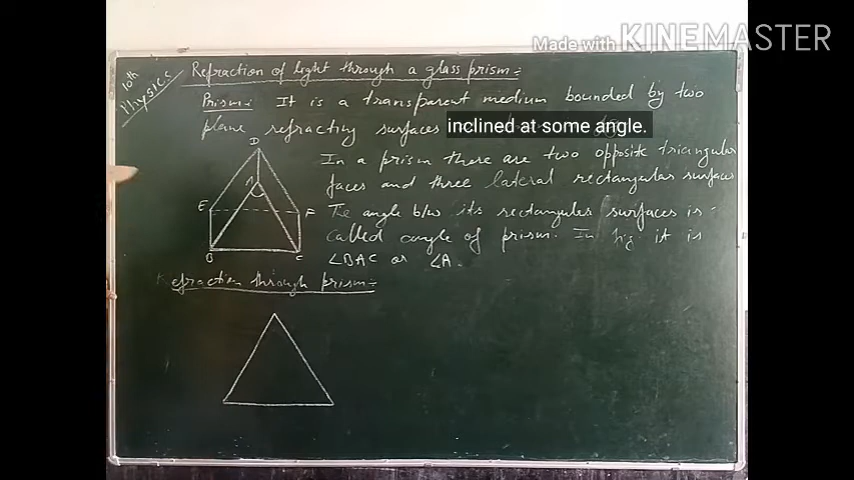 Made with KINEMASTER
10th
Physics
Refraction of light through a glass prism:-
Prism:- It is a transparent medium bounded by two
plane refracting surfaces inclined at some angle.
In a prism there are two opposite triangular
faces and three lateral rectangular surfaces
The angle b/w its rectangular surfaces is
called angle of prism. In fig it is
∠BAC or ∠A.
D
A
E
F
B
C
Refraction through prism:-